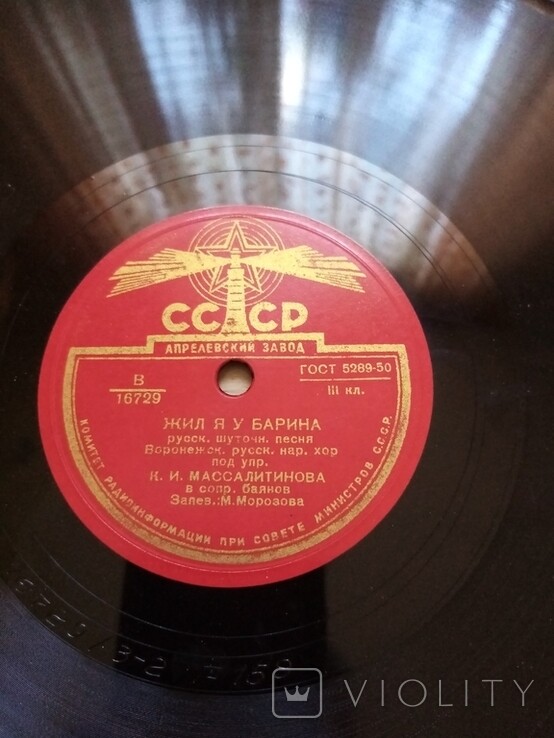 СССР
АПРЕЛЕВСКИЙ ЗАВОД
ГОСТ 5289-50
В
16729
III кл.
ЖИЛ Я У БАРИНА
русск. шуточн. песня
Воронежск. русск. нар. хор
под упр.
К. И. МАССАЛИТИНОВА
в сопр. баянов
Запев.: М. Морозова
КОМИТЕТ РАДИОИНФОРМАЦИИ ПРИ СОВЕТЕ МИНИСТРОВ С.С.С.Р.
VIOLITY